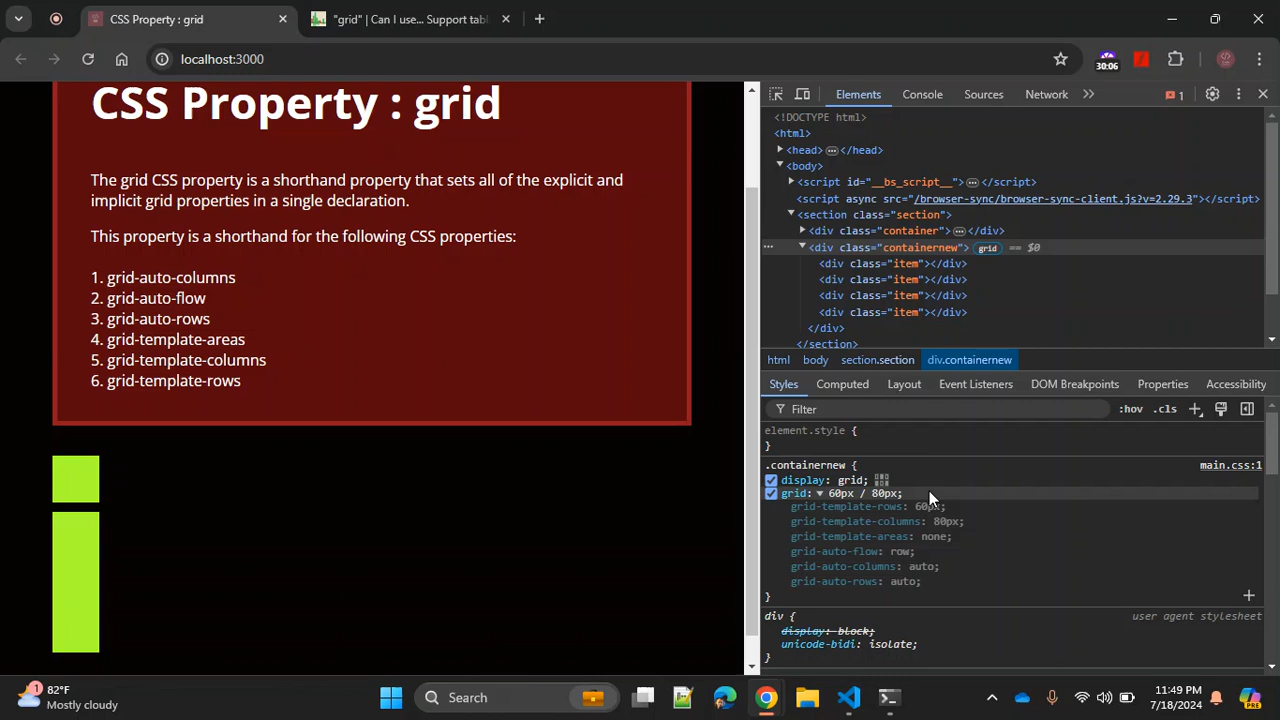 CSS Property : grid
"grid" | Can I use... Support tabl
localhost:3000
30:06
CSS Property : grid
The grid CSS property is a shorthand property that sets all of the explicit and
implicit grid properties in a single declaration.
This property is a shorthand for the following CSS properties:
1. grid-auto-columns
2. grid-auto-flow
3. grid-auto-rows
4. grid-template-areas
5. grid-template-columns
6. grid-template-rows
Elements
Console
Sources
Network
1
<!DOCTYPE html>
<html>
<head> </head>
<body>
<script id="__bs_script__"> </script>
<script async src="/browser-sync/browser-sync-client.js?v=2.29.3"></script>
<section class="section">
<div class="container"> </div>
<div class="containernew"> grid == $0
<div class="item"></div>
<div class="item"></div>
<div class="item"></div>
<div class="item"></div>
</div>
</section>
html body section.section div.containernew
Styles Computed Layout Event Listeners DOM Breakpoints Properties Accessibility
Filter
:hov .cls
element.style {
}
.containernew { main.css:1
display: grid;
grid: 60px / 80px;
grid-template-rows: 60px;
grid-template-columns: 80px;
grid-template-areas: none;
grid-auto-flow: row;
grid-auto-columns: auto;
grid-auto-rows: auto;
}
div { user agent stylesheet
display: block;
unicode-bidi: isolate;
}
1
82°F
Mostly cloudy
Search
11:49 PM
7/18/2024
PRE